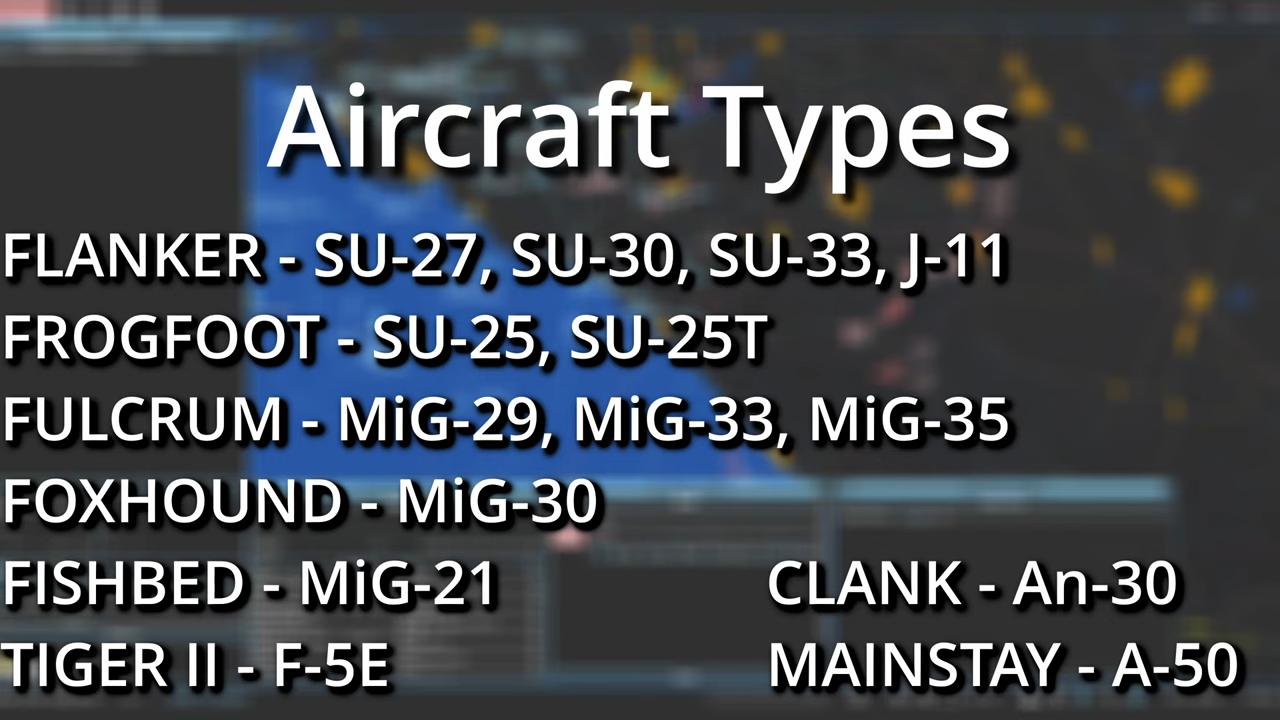 Aircraft Types
FLANKER - SU-27, SU-30, SU-33, J-11
FROGFOOT - SU-25, SU-25T
FULCRUM - MiG-29, MiG-33, MiG-35
FOXHOUND - MiG-30
FISHBED - MiG-21
TIGER II - F-5E
CLANK - An-30
MAINSTAY - A-50